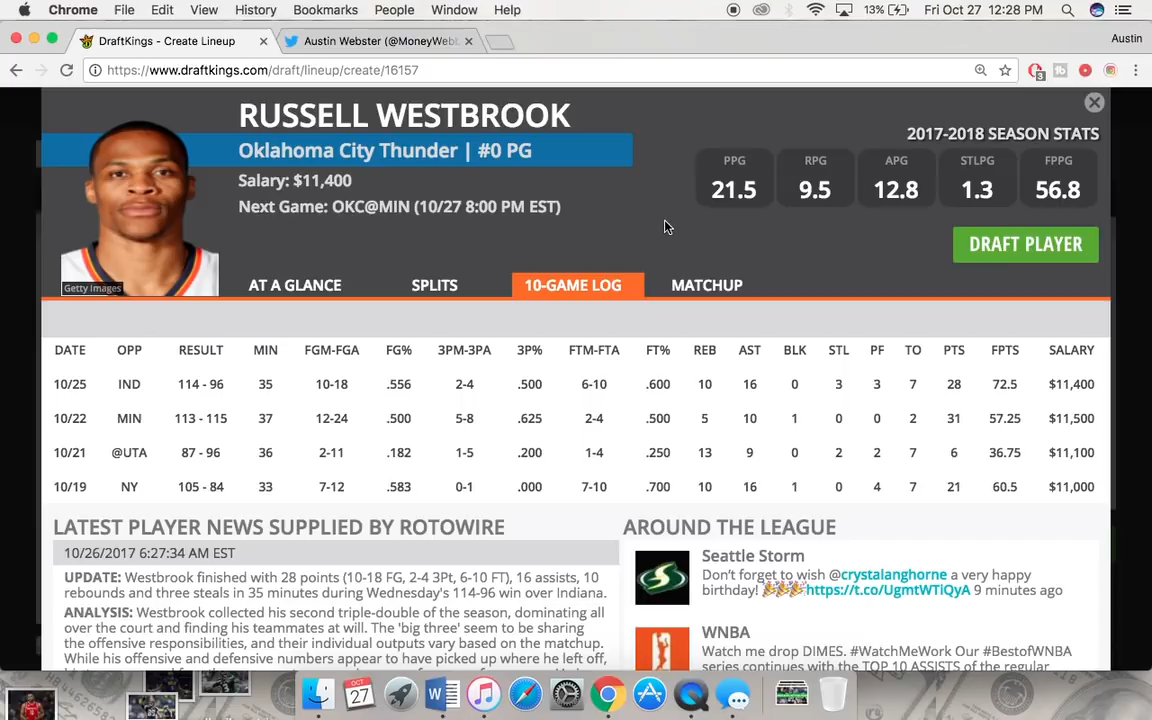 Chrome File Edit View History Bookmarks People Window Help 13% Fri Oct 27 12:28 PM
DraftKings - Create Lineup Austin Webster (@MoneyWebb Austin
https://www.draftkings.com/draft/lineup/create/16157 3
RUSSELL WESTBROOK
Oklahoma City Thunder | #0 PG
Salary: $11,400
Next Game: OKC@MIN (10/27 8:00 PM EST)
2017-2018 SEASON STATS
PPG RPG APG STLPG FPPG
21.5 9.5 12.8 1.3 56.8
DRAFT PLAYER
Getty Images
AT A GLANCE SPLITS 10-GAME LOG MATCHUP
DATE OPP RESULT MIN FGM-FGA FG% 3PM-3PA 3P% FTM-FTA FT% REB AST BLK STL PF TO PTS FPTS SALARY
10/25 IND 114 - 96 35 10-18 .556 2-4 .500 6-10 .600 10 16 0 3 3 7 28 72.5 $11,400
10/22 MIN 113 - 115 37 12-24 .500 5-8 .625 2-4 .500 5 10 1 0 0 2 31 57.25 $11,500
10/21 @UTA 87 - 96 36 2-11 .182 1-5 .200 1-4 .250 13 9 0 2 2 7 6 36.75 $11,100
10/19 NY 105 - 84 33 7-12 .583 0-1 .000 7-10 .700 10 16 1 0 4 7 21 60.5 $11,000
LATEST PLAYER NEWS SUPPLIED BY ROTOWIRE
10/26/2017 6:27:34 AM EST
UPDATE: Westbrook finished with 28 points (10-18 FG, 2-4 3Pt, 6-10 FT), 16 assists, 10
rebounds and three steals in 35 minutes during Wednesday's 114-96 win over Indiana.
ANALYSIS: Westbrook collected his second triple-double of the season, dominating all
over the court and finding his teammates at will. The 'big three' seem to be sharing
the offensive responsibilities, and their individual outputs vary based on the matchup.
While his offensive and defensive numbers appear to have picked up where he left off,
AROUND THE LEAGUE
Seattle Storm
Don't forget to wish @crystalanghorne a very happy
birthday! 🎉🎉🎉https://t.co/UgmtWTiQyA 9 minutes ago
WNBA
Watch me drop DIMES. #WatchMeWork Our #BestofWNBA
series continues with the TOP 10 ASSISTS of the regular
OCT
27